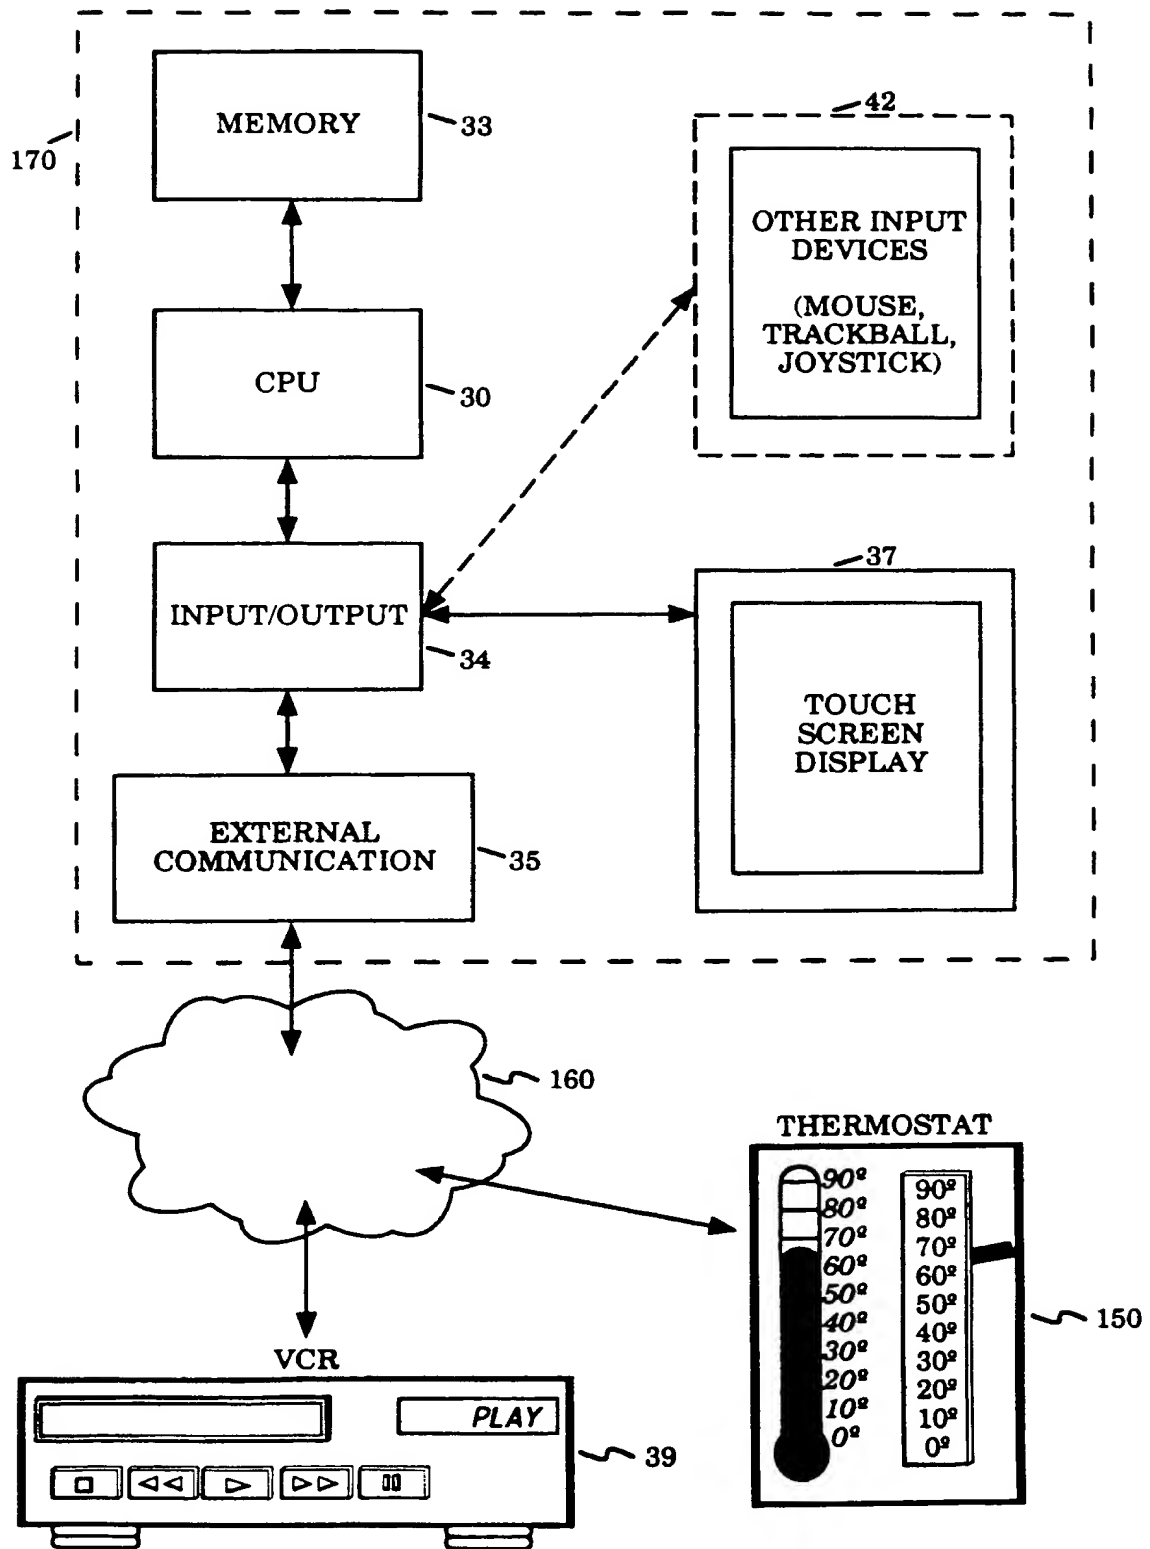 MEMORY
33
170
42
OTHER INPUT
DEVICES
(MOUSE,
TRACKBALL,
JOYSTICK)
CPU
30
INPUT/OUTPUT
34
37
TOUCH
SCREEN
DISPLAY
EXTERNAL
COMMUNICATION
35
160
THERMOSTAT
90º
80º
70º
60º
50º
40º
30º
20º
10º
0º
90º
80º
70º
60º
50º
40º
30º
20º
10º
0º
150
VCR
PLAY
39